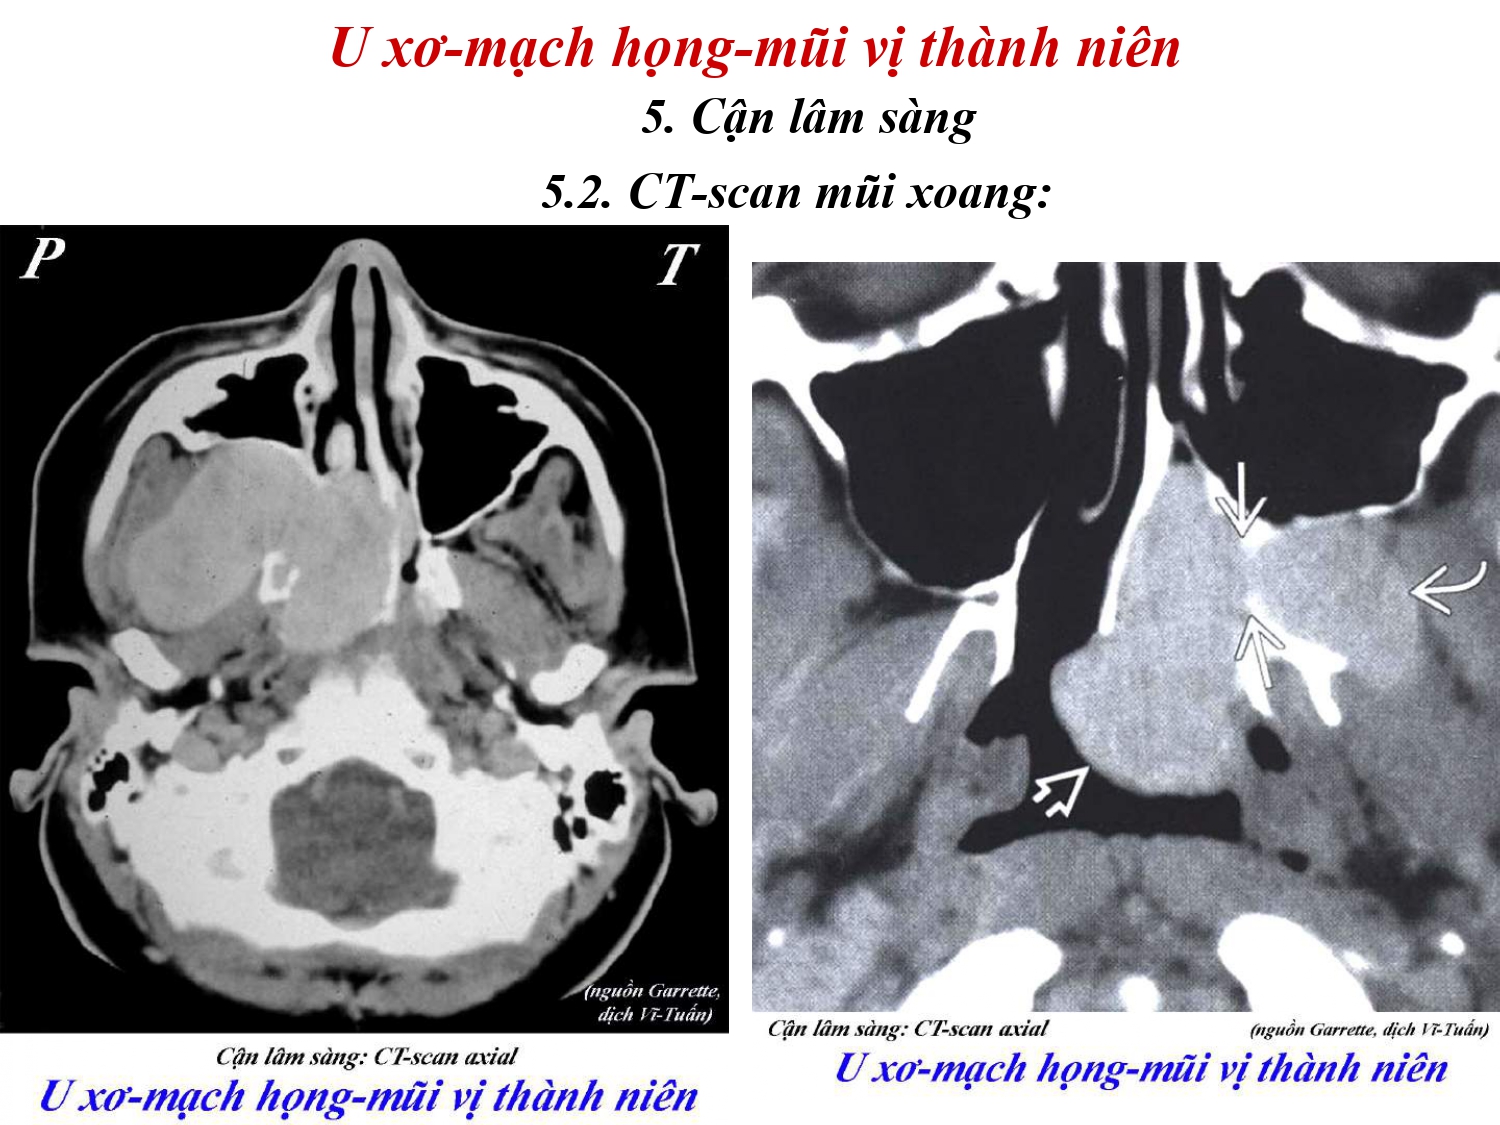 U xơ-mạch họng-mũi vị thành niên
5. Cận lâm sàng
5.2. CT-scan mũi xoang:
P
T
(nguồn Garrette,
dịch Vĩ-Tuấn)
Cận lâm sàng: CT-scan axial
U xơ-mạch họng-mũi vị thành niên
Cận lâm sàng: CT-scan axial
(nguồn Garrette, dịch Vĩ-Tuấn)
U xơ-mạch họng-mũi vị thành niên